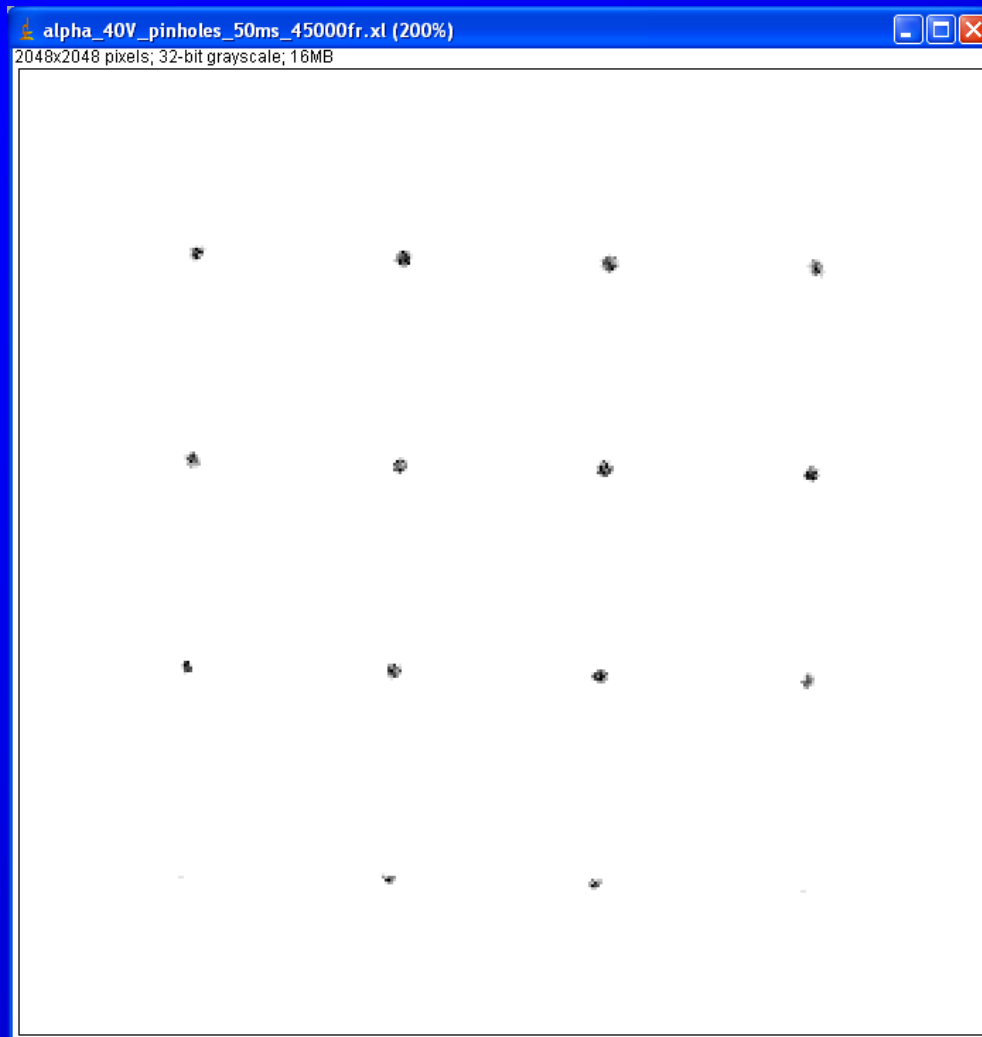 alpha_40V_pinholes_50ms_45000fr.xl (200%)
2048x2048 pixels; 32-bit grayscale; 16MB